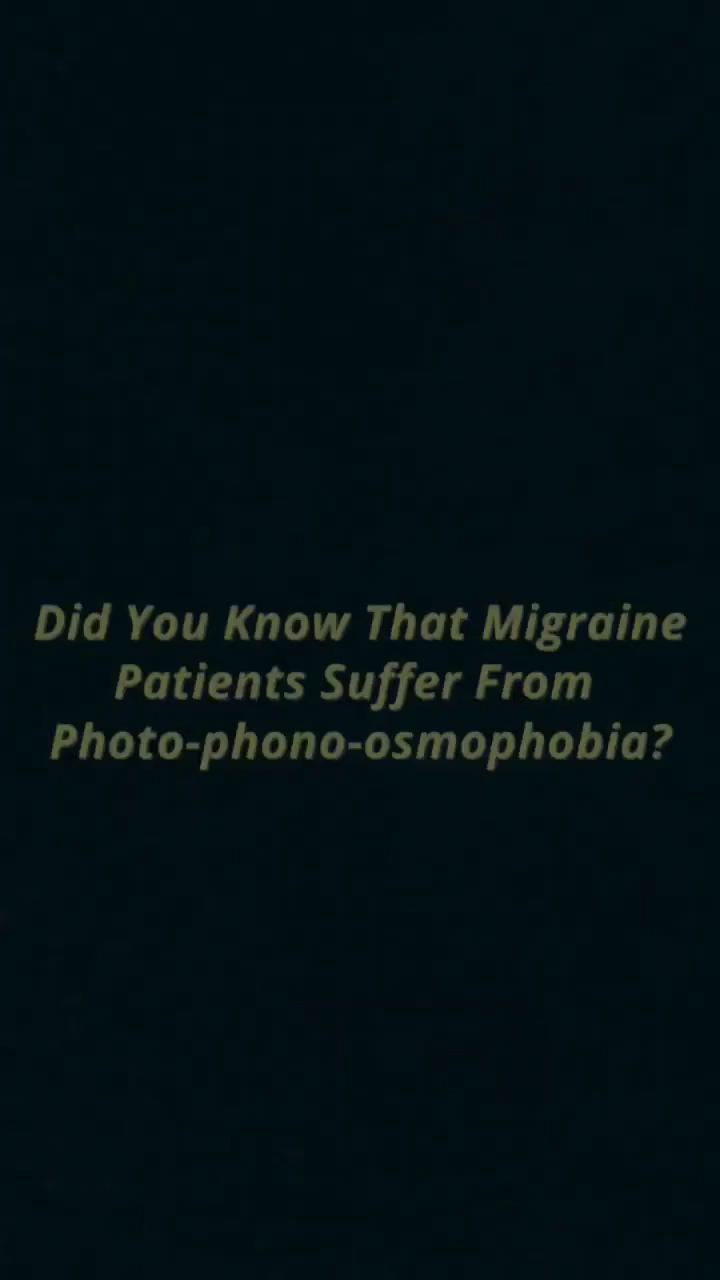 Did You Know That Migraine
Patients Suffer From
Photo-phono-osmophobia?